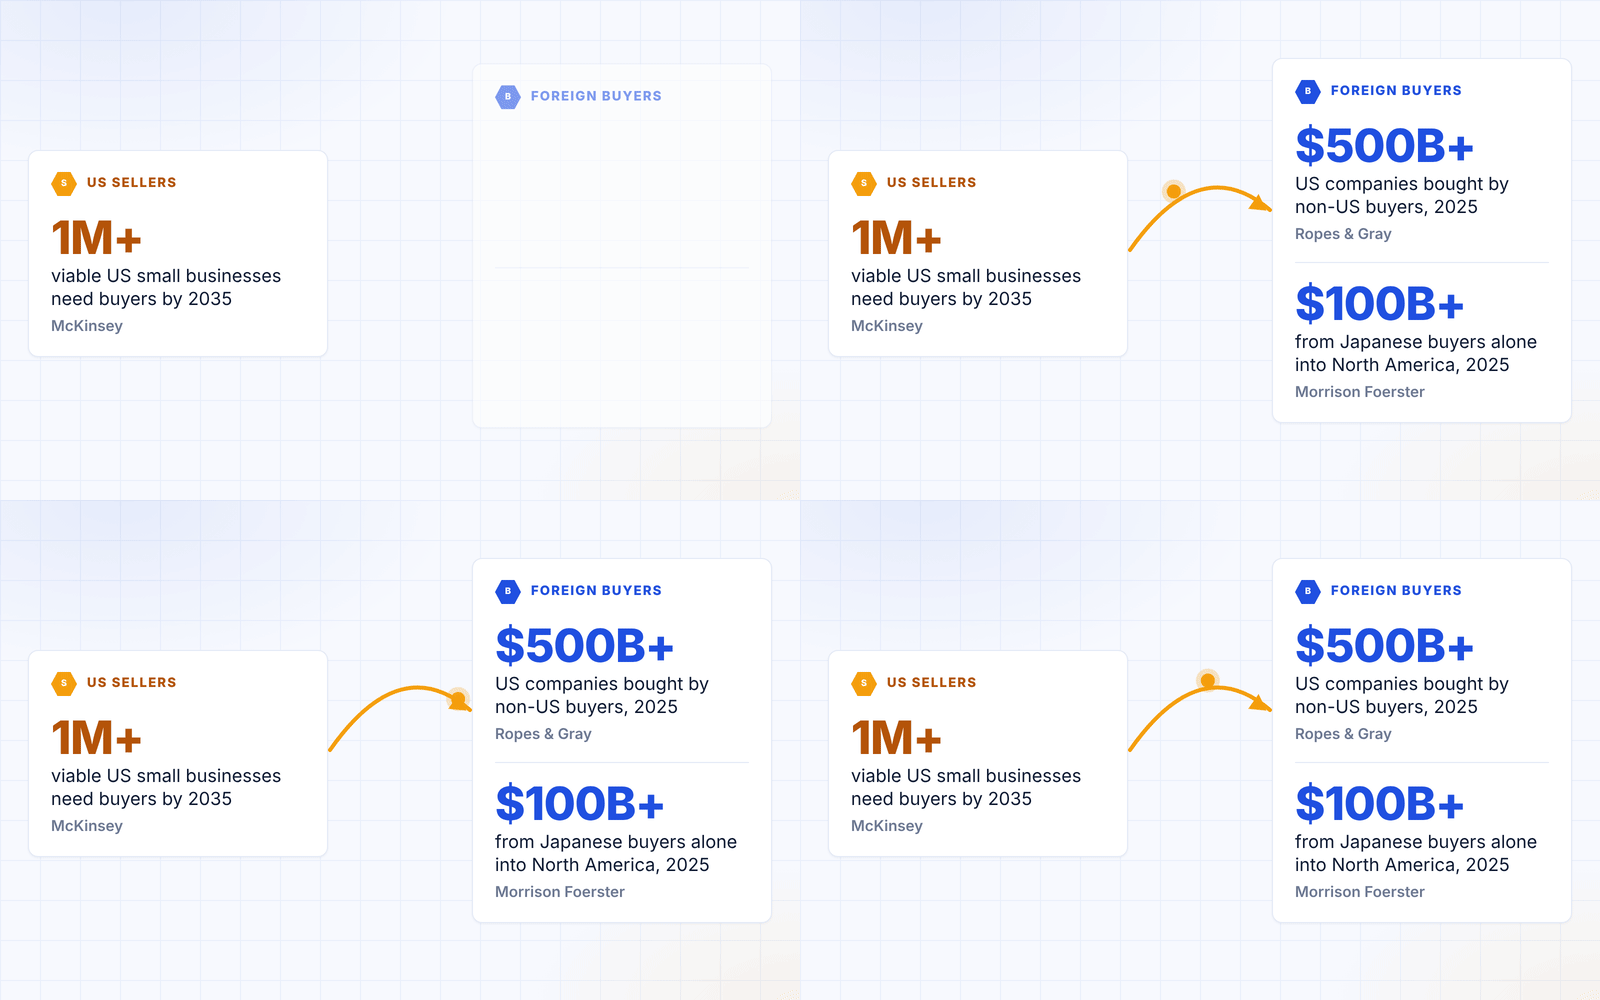 B FOREIGN BUYERS
S US SELLERS
1M+
viable US small businesses
need buyers by 2035
McKinsey
S US SELLERS
1M+
viable US small businesses
need buyers by 2035
McKinsey
B FOREIGN BUYERS
$500B+
US companies bought by
non-US buyers, 2025
Ropes & Gray
$100B+
from Japanese buyers alone
into North America, 2025
Morrison Foerster
S US SELLERS
1M+
viable US small businesses
need buyers by 2035
McKinsey
B FOREIGN BUYERS
$500B+
US companies bought by
non-US buyers, 2025
Ropes & Gray
$100B+
from Japanese buyers alone
into North America, 2025
Morrison Foerster
S US SELLERS
1M+
viable US small businesses
need buyers by 2035
McKinsey
B FOREIGN BUYERS
$500B+
US companies bought by
non-US buyers, 2025
Ropes & Gray
$100B+
from Japanese buyers alone
into North America, 2025
Morrison Foerster